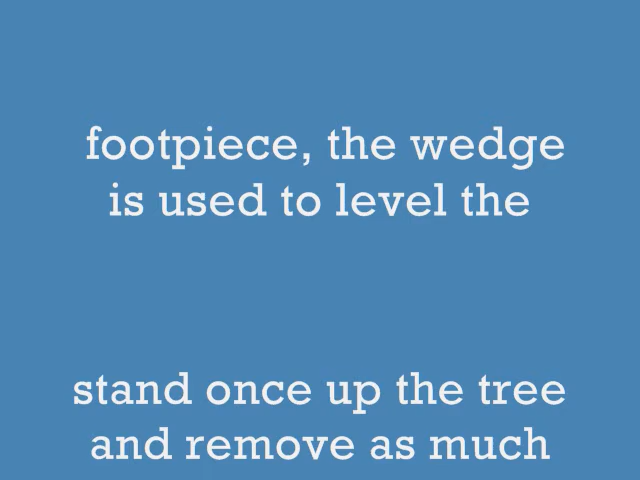 footpiece, the wedge
is used to level the
stand once up the tree
and remove as much